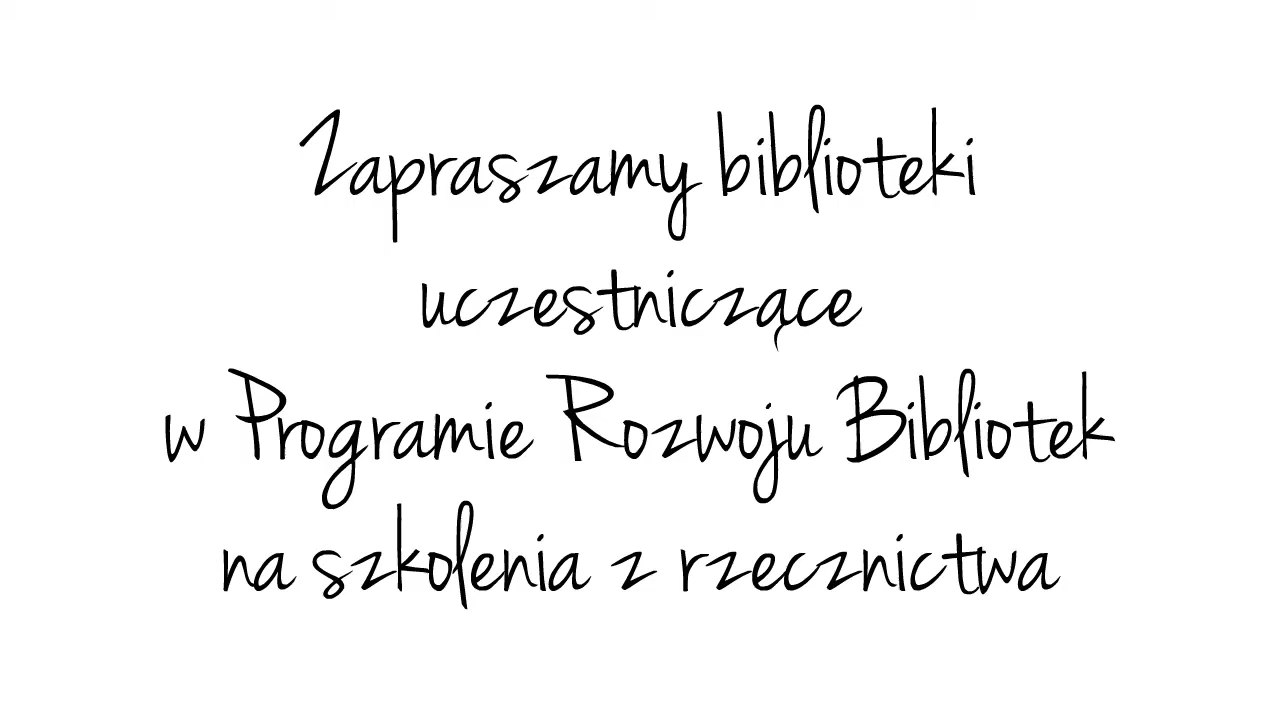 Zapraszamy biblioteki
uczestniczące
w Programie Rozwoju Bibliotek
na szkolenia z rzecznictwa